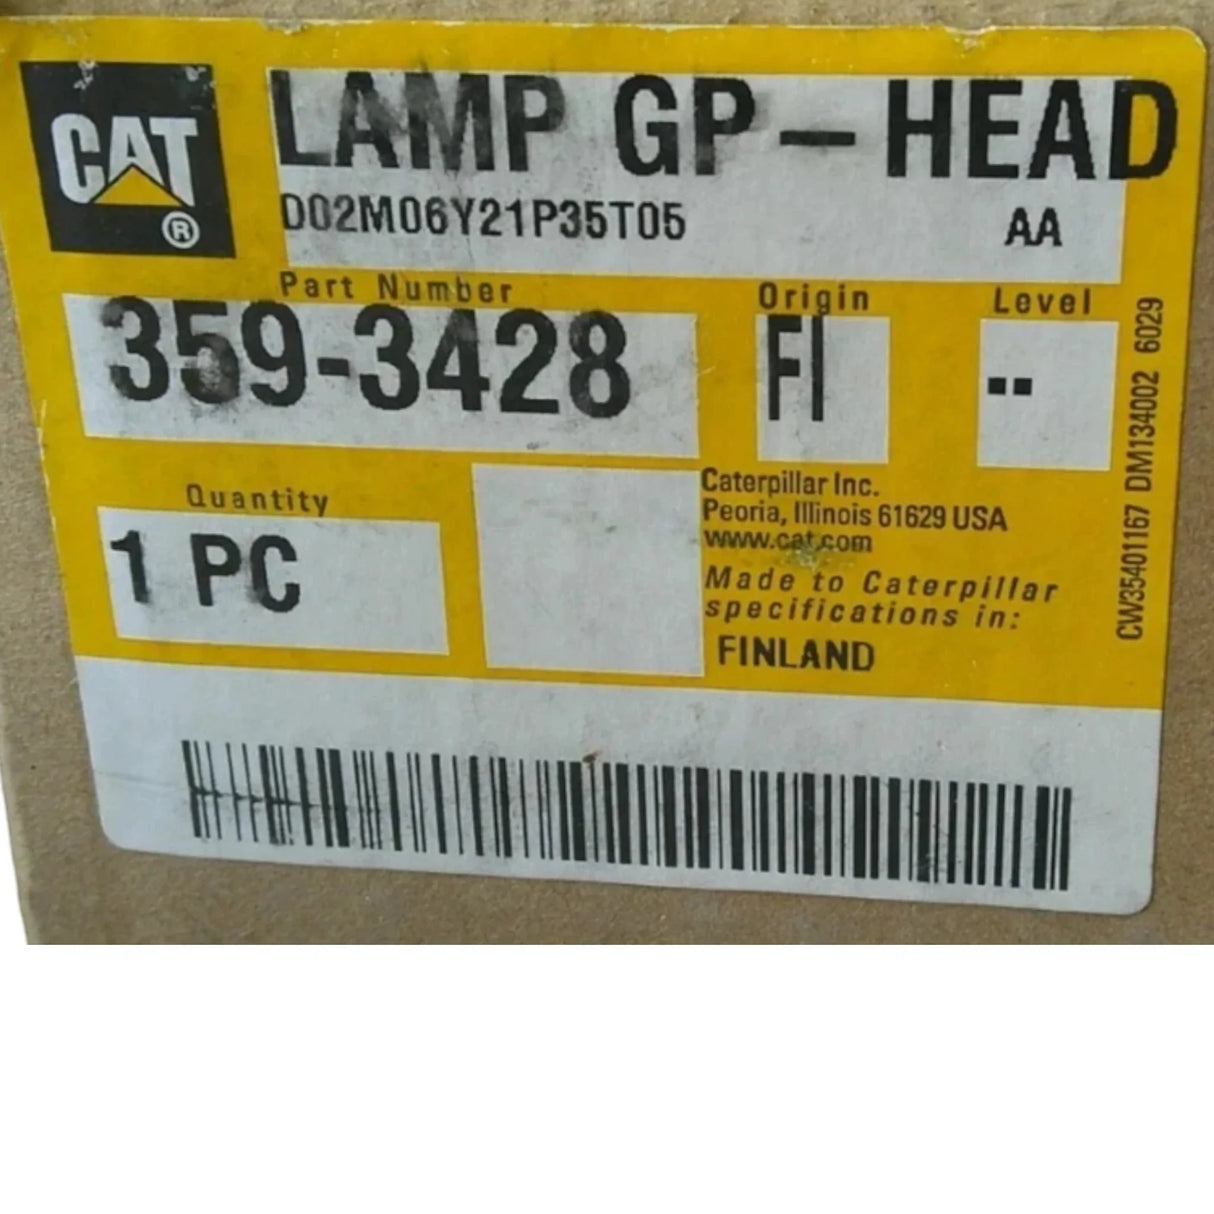 CAT
®
LAMP GP-HEAD
D02M06Y21P35T05 AA
Part Number
359-3428
Origin
FI
Level
--
Quantity
1 PC
Caterpillar Inc.
Peoria, Illinois 61629 USA
www.cat.com
Made to Caterpillar
specifications in:
FINLAND
CW35401167 DM134002 6029